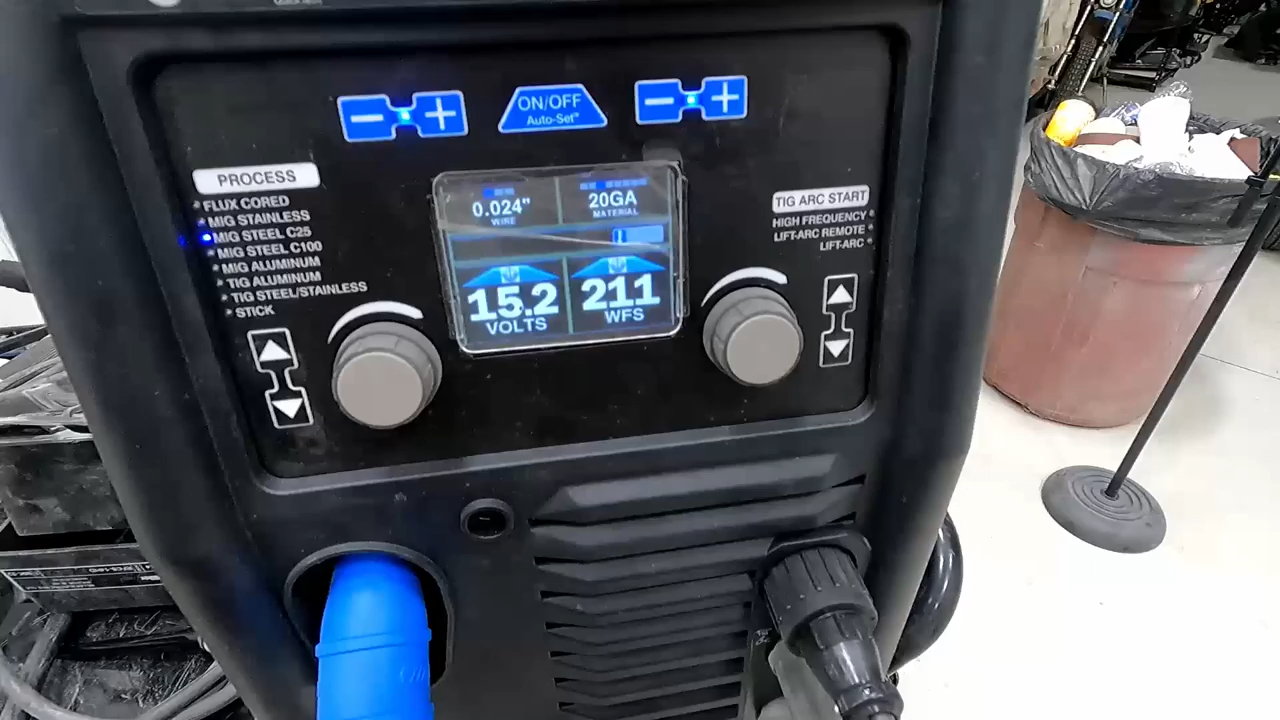 ON/OFF
Auto-Set™
PROCESS
FLUX CORED
MIG STAINLESS
MIG STEEL C25
MIG STEEL C100
MIG ALUMINUM
TIG ALUMINUM
TIG STEEL/STAINLESS
STICK
0.024"
WIRE
20GA
MATERIAL
15.2
VOLTS
211
WFS
TIG ARC START
HIGH FREQUENCY
LIFT-ARC REMOTE
LIFT-ARC